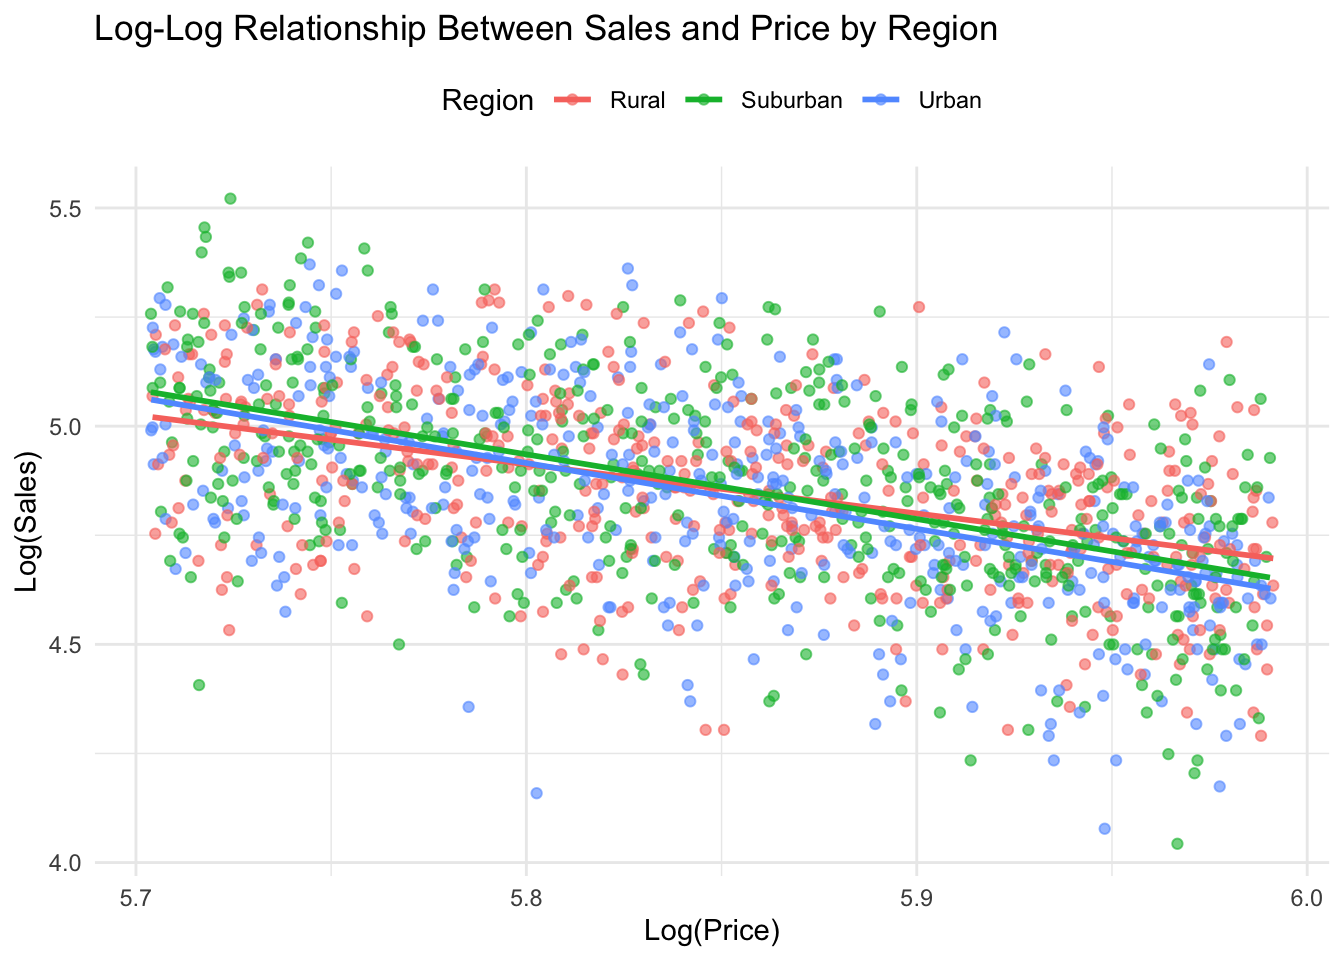 Log-Log Relationship Between Sales and Price by Region
Region Rural Suburban Urban
5.5
5.0
4.5
4.0
Log(Sales)
5.7 5.8 5.9 6.0
Log(Price)